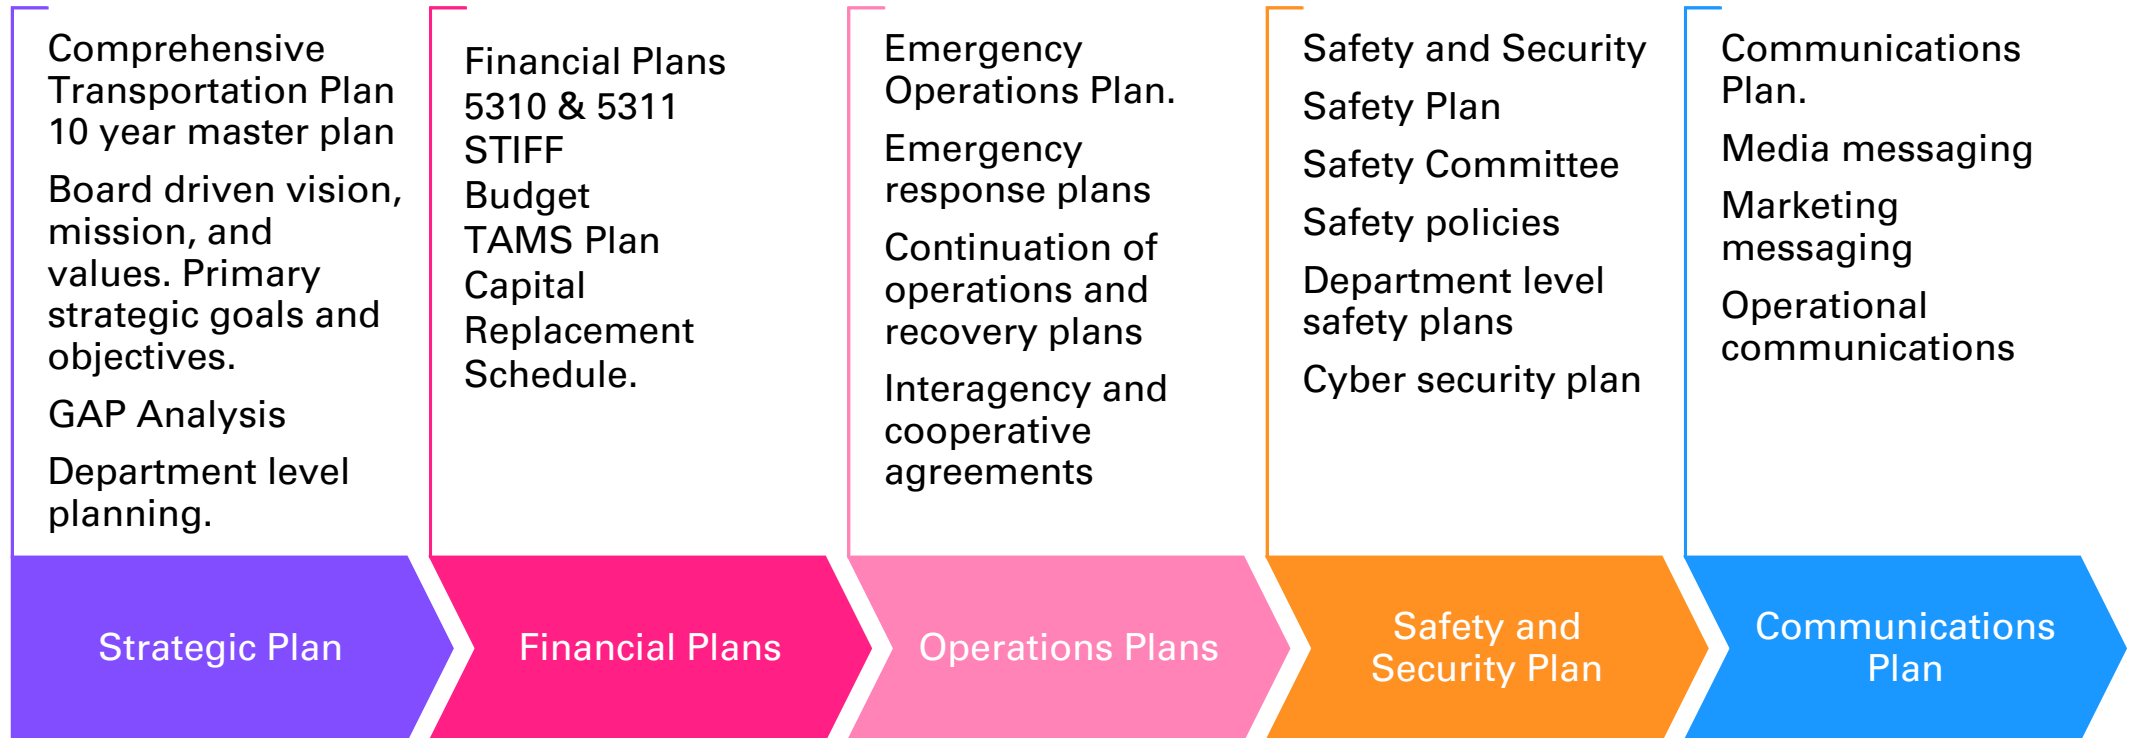 Comprehensive
Transportation Plan
10 year master plan
Board driven vision,
mission, and
values. Primary
strategic goals and
objectives.
GAP Analysis
Department level
planning.
Strategic Plan
Financial Plans
5310 & 5311
STIFF
Budget
TAMS Plan
Capital
Replacement
Schedule.
Financial Plans
Emergency
Operations Plan.
Emergency
response plans
Continuation of
operations and
recovery plans
Interagency and
cooperative
agreements
Operations Plans
Safety and Security
Safety Plan
Safety Committee
Safety policies
Department level
safety plans
Cyber security plan
Safety and
Security Plan
Communications
Plan.
Media messaging
Marketing
messaging
Operational
communications
Communications
Plan